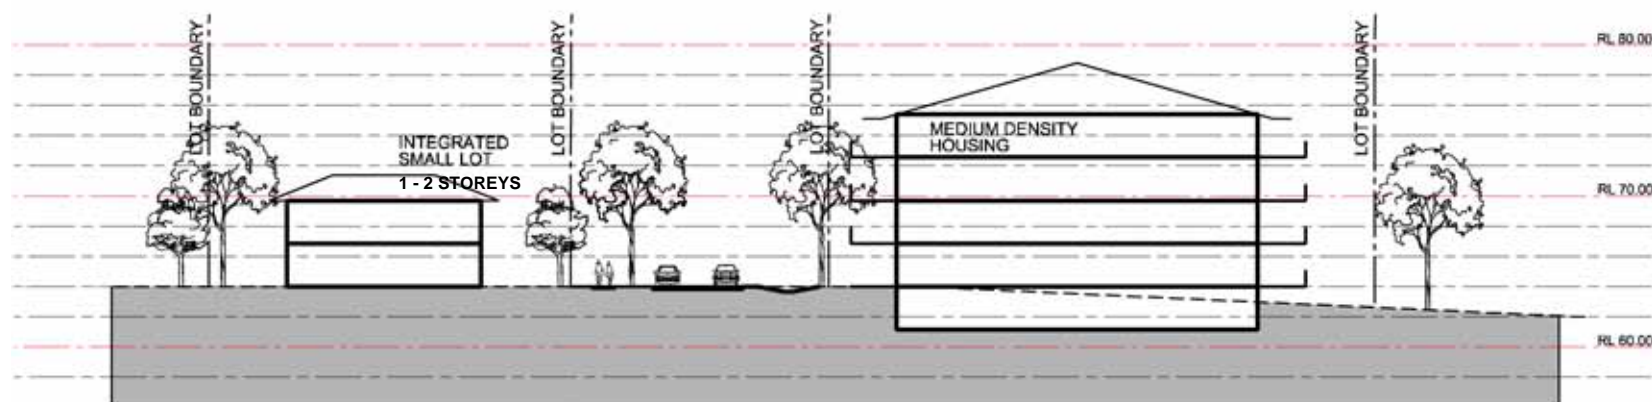 LOT BOUNDARY
LOT BOUNDARY
LOT BOUNDARY
LOT BOUNDARY
RL 80.00
INTEGRATED
SMALL LOT
1 - 2 STOREYS
MEDIUM DENSITY
HOUSING
RL 70.00
RL 60.00